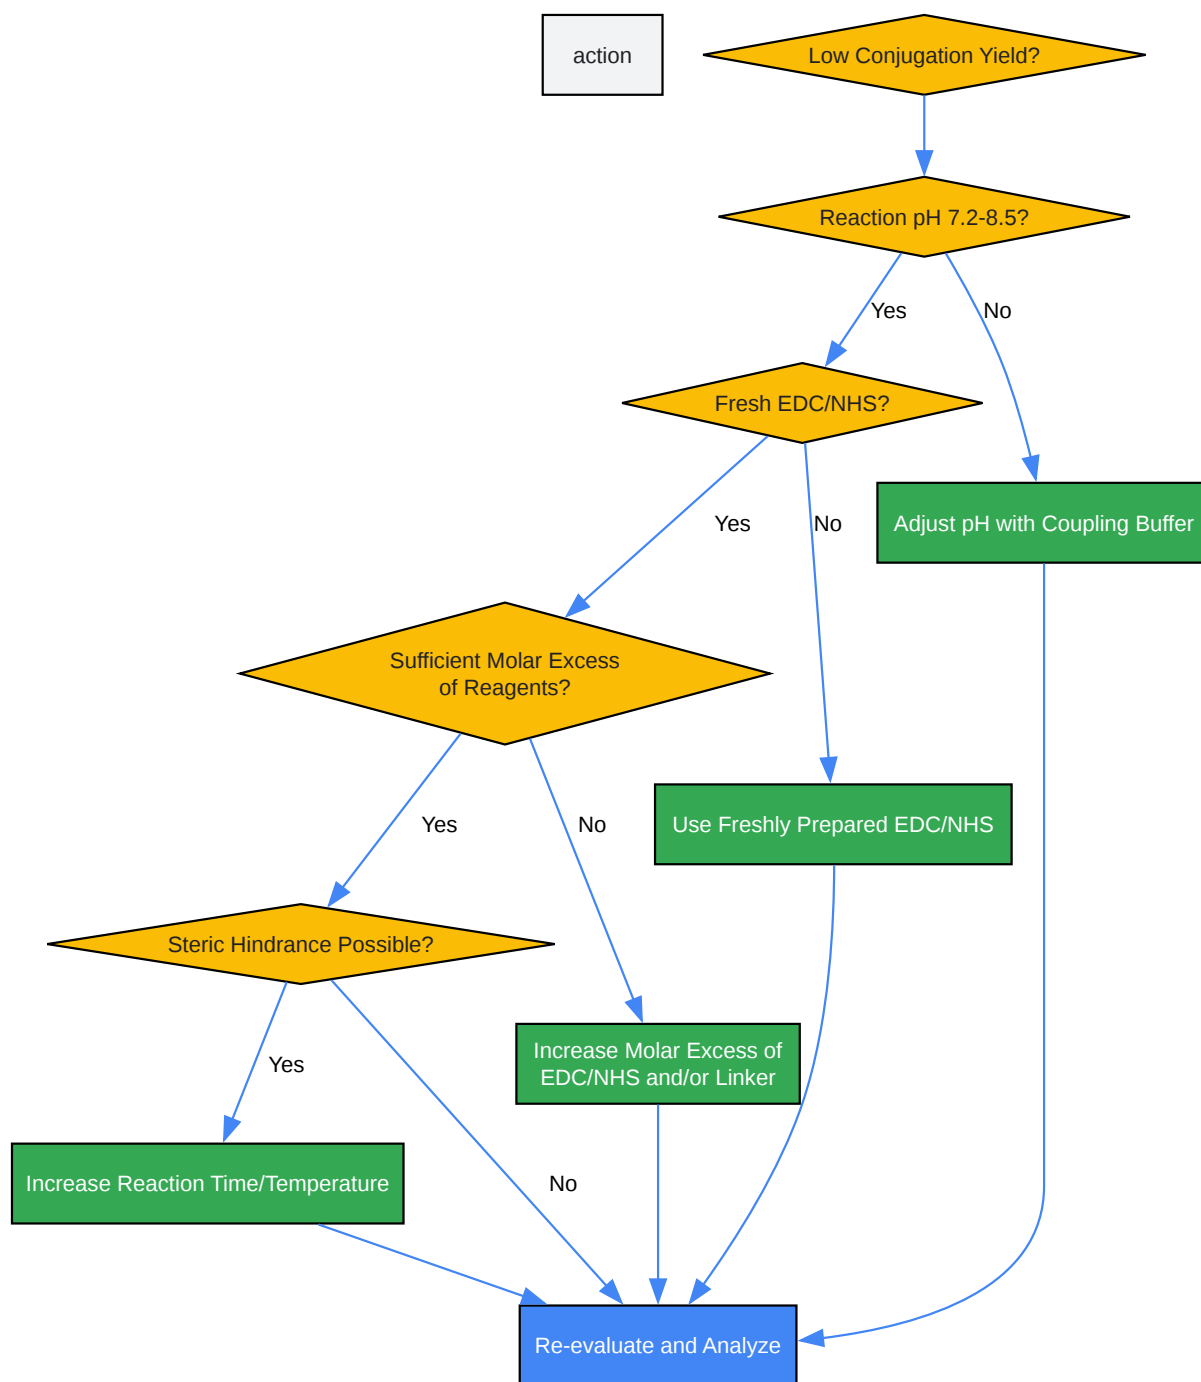 action
Low Conjugation Yield?
Reaction pH 7.2-8.5?
Yes
No
Fresh EDC/NHS?
Yes
No
Adjust pH with Coupling Buffer
Sufficient Molar Excess
of Reagents?
Yes
No
Use Freshly Prepared EDC/NHS
Steric Hindrance Possible?
Yes
No
Increase Molar Excess of
EDC/NHS and/or Linker
Increase Reaction Time/Temperature
Re-evaluate and Analyze